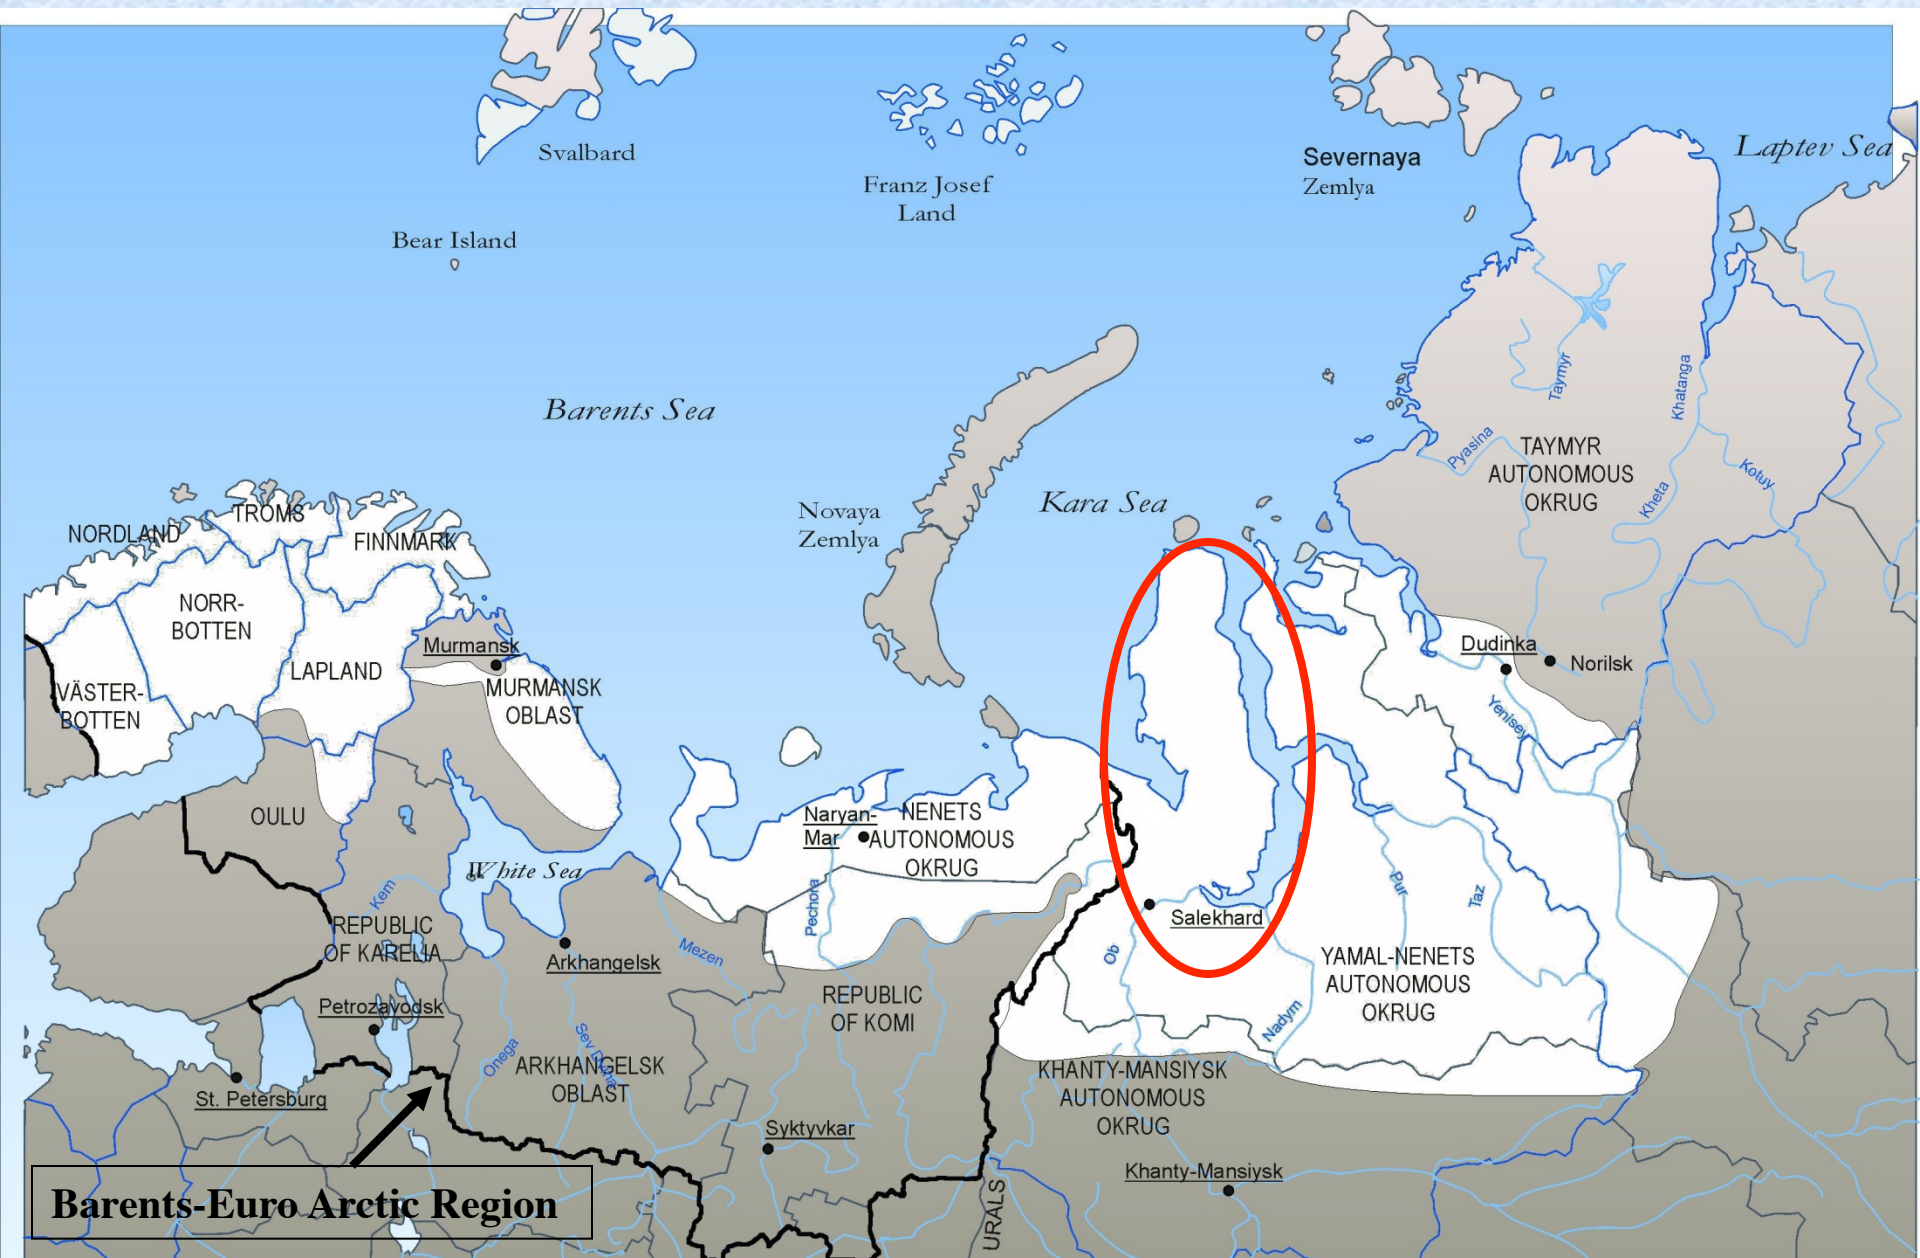 Svalbard
Franz Josef
Land
Severnaya
Zemlya
Laptev Sea
Bear Island
Barents Sea
Novaya
Zemlya
Kara Sea
Taymyr
Khatanga
Pyasina
Kheta
Kotuy
TAYMYR
AUTONOMOUS
OKRUG
NORDLAND
TROMS
FINNMARK
NORR-
BOTTEN
LAPLAND
VÄSTER-
BOTTEN
Murmansk
MURMANSK
OBLAST
Dudinka
Norilsk
Yenisey
OULU
White Sea
Kem
Naryan-
Mar
NENETS
AUTONOMOUS
OKRUG
Pechora
Mezen
REPUBLIC
OF KARELIA
Arkhangelsk
Petrozavodsk
Onega
Sev Dvina
ARKHANGELSK
OBLAST
REPUBLIC
OF KOMI
Salekhard
Ob
Nadym
Pur
Taz
YAMAL-NENETS
AUTONOMOUS
OKRUG
KHANTY-MANSIYSK
AUTONOMOUS
OKRUG
St. Petersburg
Syktyvkar
Khanty-Mansiysk
URALS
Barents-Euro Arctic Region